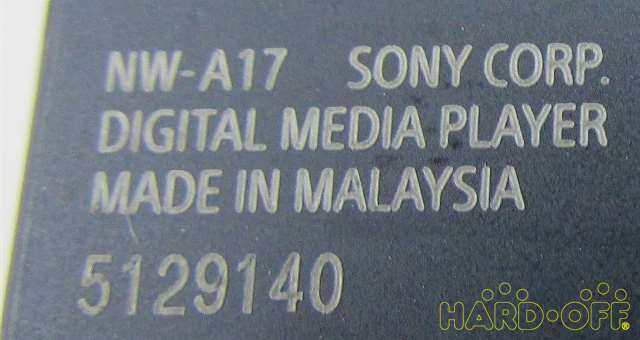 NW-A17 SONY CORP.
DIGITAL MEDIA PLAYER
MADE IN MALAYSIA
5129140
HARD·OFF®